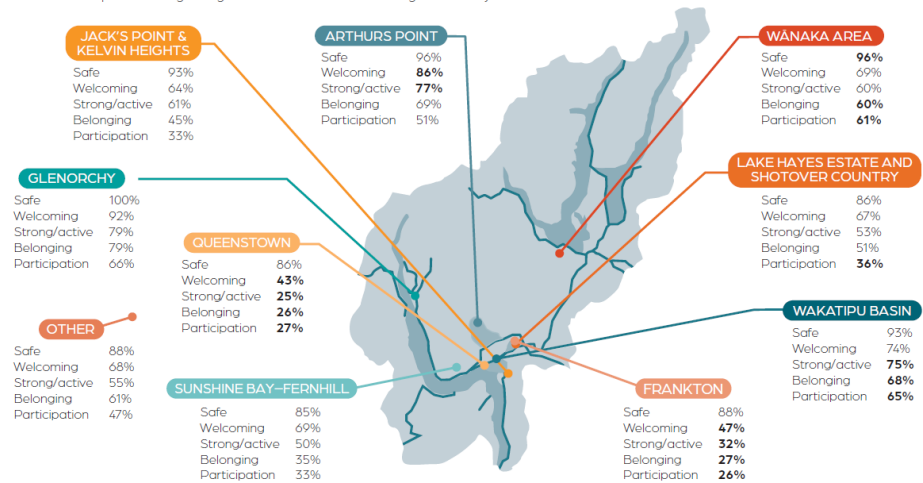 JACK'S POINT &
KELVIN HEIGHTS
Safe 93%
Welcoming 64%
Strong/active 61%
Belonging 45%
Participation 33%
ARTHURS POINT
Safe 96%
Welcoming 86%
Strong/active 77%
Belonging 69%
Participation 51%
WĀNAKA AREA
Safe 96%
Welcoming 69%
Strong/active 60%
Belonging 60%
Participation 61%
GLENORCHY
Safe 100%
Welcoming 92%
Strong/active 79%
Belonging 79%
Participation 66%
LAKE HAYES ESTATE AND
SHOTOVER COUNTRY
Safe 86%
Welcoming 67%
Strong/active 53%
Belonging 51%
Participation 36%
QUEENSTOWN
Safe 86%
Welcoming 43%
Strong/active 25%
Belonging 26%
Participation 27%
OTHER
Safe 88%
Welcoming 68%
Strong/active 55%
Belonging 61%
Participation 47%
WAKATIPU BASIN
Safe 93%
Welcoming 74%
Strong/active 75%
Belonging 68%
Participation 65%
SUNSHINE BAY–FERNHILL
Safe 85%
Welcoming 69%
Strong/active 50%
Belonging 35%
Participation 33%
FRANKTON
Safe 88%
Welcoming 47%
Strong/active 32%
Belonging 27%
Participation 26%